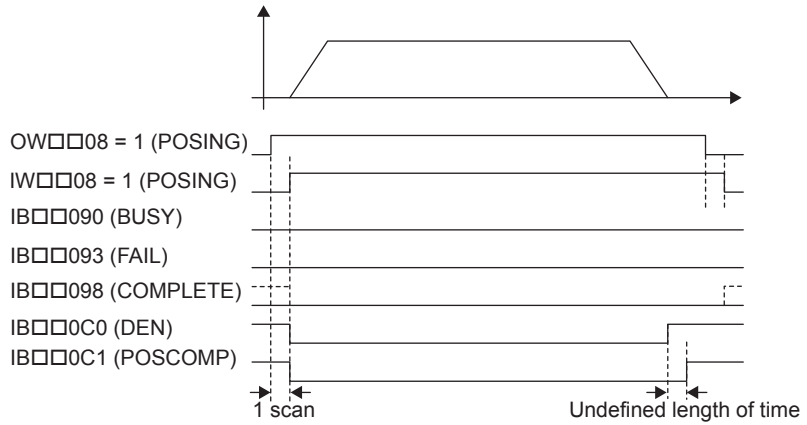 OW□□08 = 1 (POSING)
IW□□08 = 1 (POSING)
IB□□090 (BUSY)
IB□□093 (FAIL)
IB□□098 (COMPLETE)
IB□□0C0 (DEN)
IB□□0C1 (POSCOMP)
1 scan
Undefined length of time